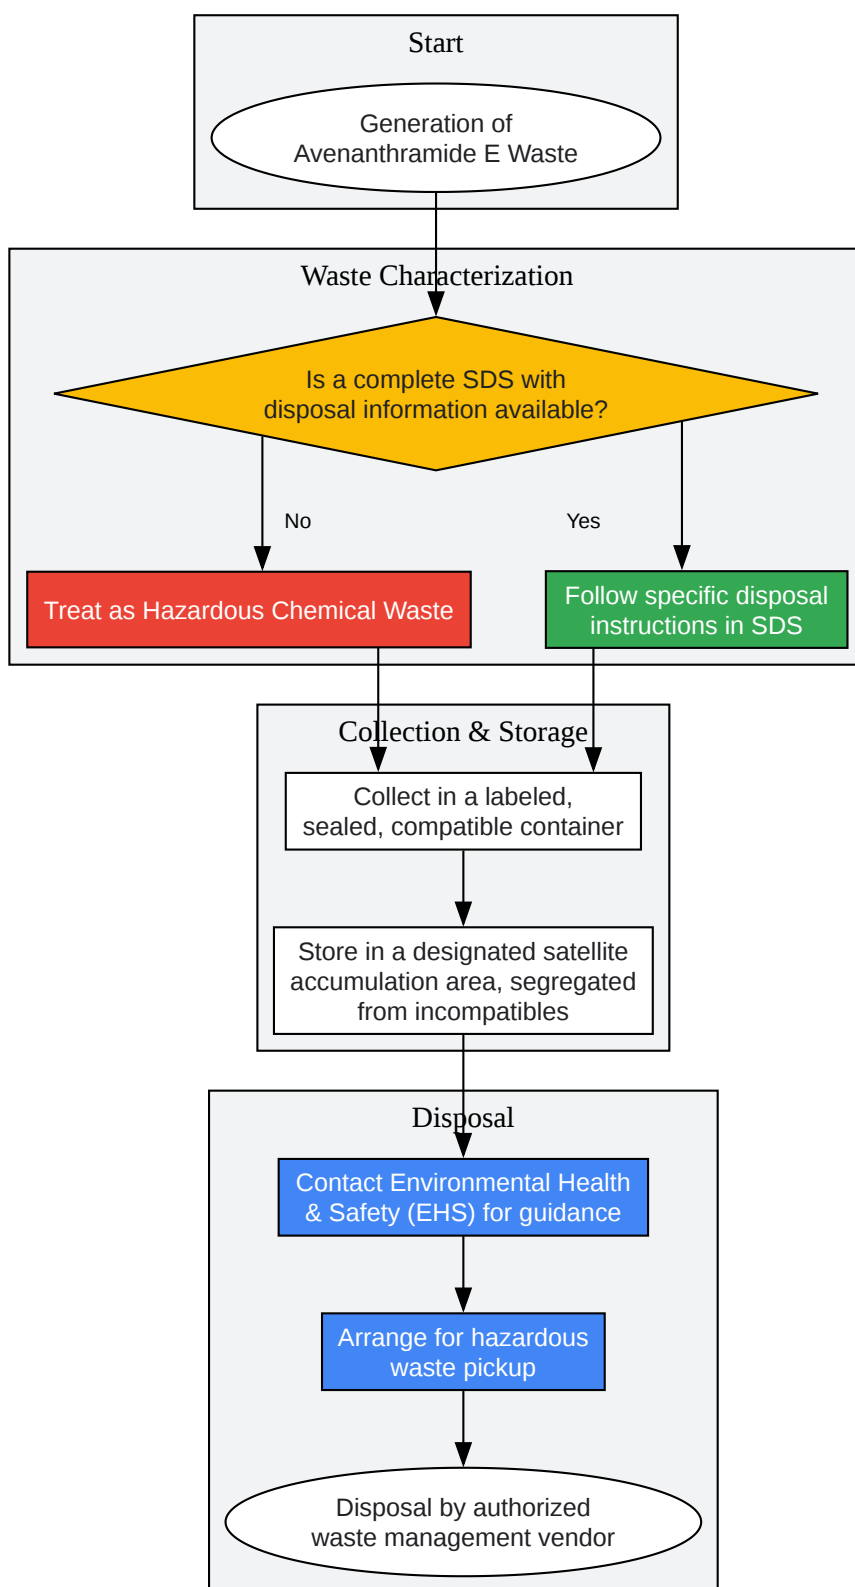 Start
Generation of
Avenanthramide E Waste
Waste Characterization
Is a complete SDS with
disposal information available?
No
Yes
Treat as Hazardous Chemical Waste
Follow specific disposal
instructions in SDS
Collection & Storage
Collect in a labeled,
sealed, compatible container
Store in a designated satellite
accumulation area, segregated
from incompatibles
Disposal
Contact Environmental Health
& Safety (EHS) for guidance
Arrange for hazardous
waste pickup
Disposal by authorized
waste management vendor